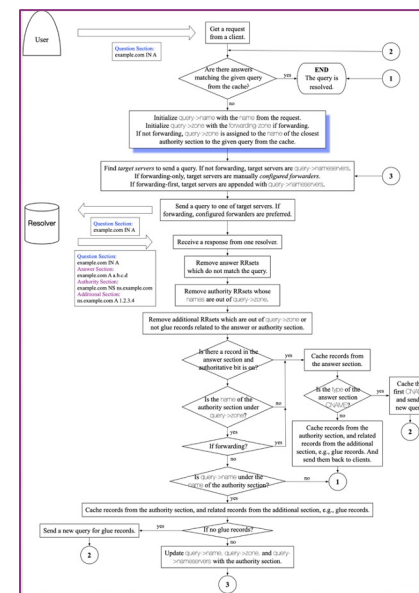 User
Question Section:
example.com IN A
Get a request
from a client.
2
Are there answers
matching the given query
from the cache?
yes
END
The query is
resolved.
1
no
Initialize query->name with the name from the request.
Initialize query->zone with the forwarding-zone if forwarding.
If not forwarding, query->zone is assigned to the name of the closest
authority section to the given query from the cache.
Find target servers to send a query. If not forwarding, target servers are query->nameservers.
If forwarding-only, target servers are manually configured forwarders.
If forwarding-first, target servers are appended with query->nameservers.
3
Send a query to one of target servers. If
forwarding, configured forwarders are preferred.
Resolver
Question Section:
example.com IN A
Receive a response from one resolver.
Question Section:
example.com IN A
Answer Section:
example.com A a.b.c.d
Authority Section:
example.com NS ns.example.com
Additional Section:
ns.example.com A 1.2.3.4
Remove answer RRsets
which do not match the query.
Remove authority RRsets whose
names are out of query->zone.
Remove additional RRsets which are out of query->zone or
not glue records related to the answer or authority section.
Is there a record in the
answer section and
authoritative bit is on?
yes
Cache records from
the answer section.
no
Is the name of the
authority section under
query->zone?
no
Is the type of the
answer section
CNAME?
yes
Cache the
first CNAM
and send
new query
2
no
yes
If forwarding?
yes
Cache records from the
authority section, and related
records from the additional
section, e.g., glue records. And
send them back to clients.
no
Is query->name under the
name of the authority section?
no
1
yes
Cache records from the authority section, and related records from the additional section, e.g., glue records.
Send a new query for glue records.
yes
If no glue records?
2
no
Update query->name, query->zone, and query-
>nameservers with the authority section.
3